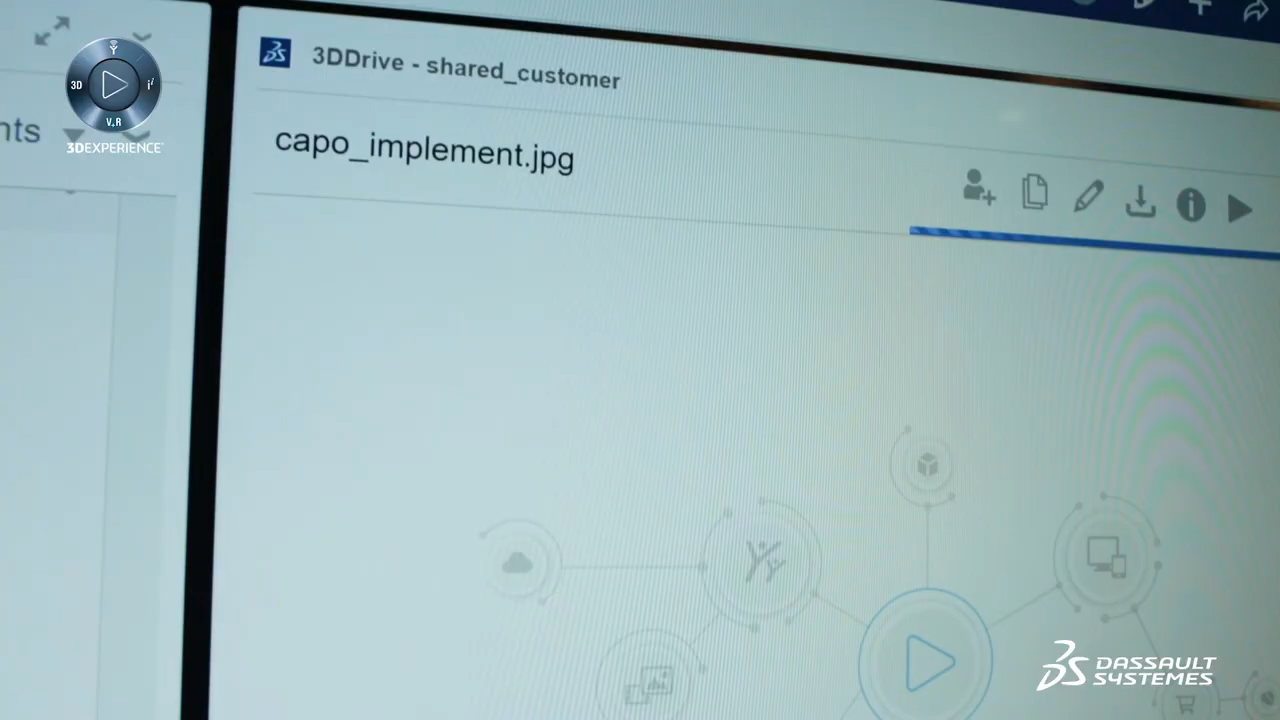 3DDrive - shared_customer
capo_implement.jpg
nts
3D
i
V.R
3DEXPERIENCE
DASSAULT
SYSTEMES